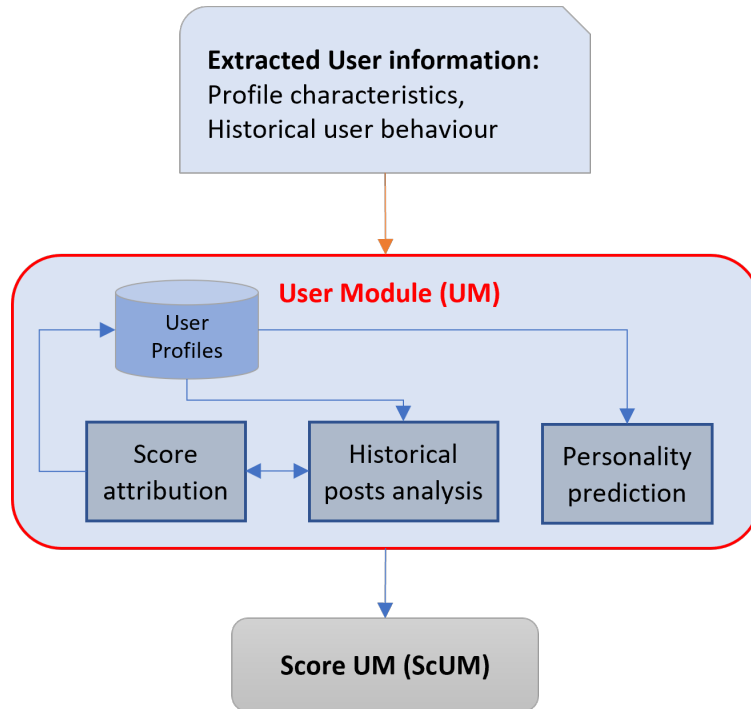 Extracted User information:
Profile characteristics,
Historical user behaviour
User Module (UM)
User
Profiles
Score
attribution
Historical
posts analysis
Personality
prediction
Score UM (ScUM)